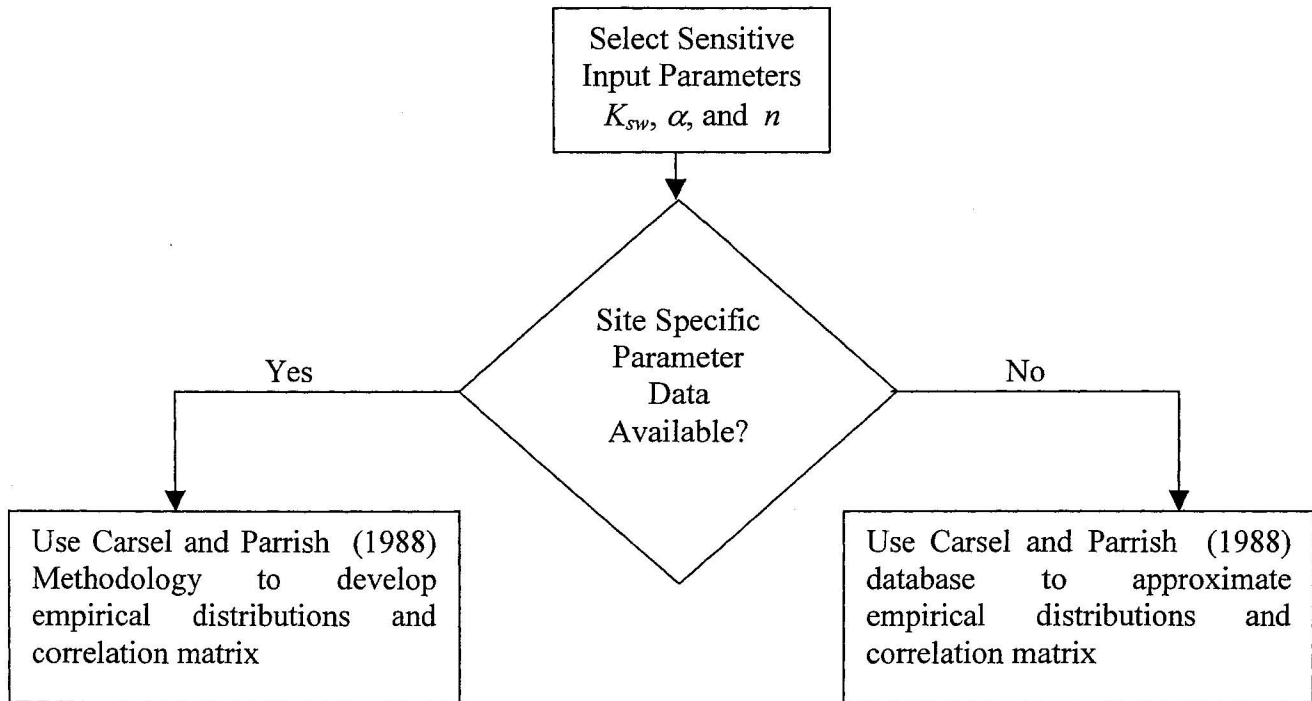 Select Sensitive
Input Parameters
Ksw, α, and n
Site Specific
Parameter
Data
Available?
Yes
No
Use Carsel and Parrish (1988)
Methodology to develop
empirical distributions and
correlation matrix
Use Carsel and Parrish (1988)
database to approximate
empirical distributions and
correlation matrix